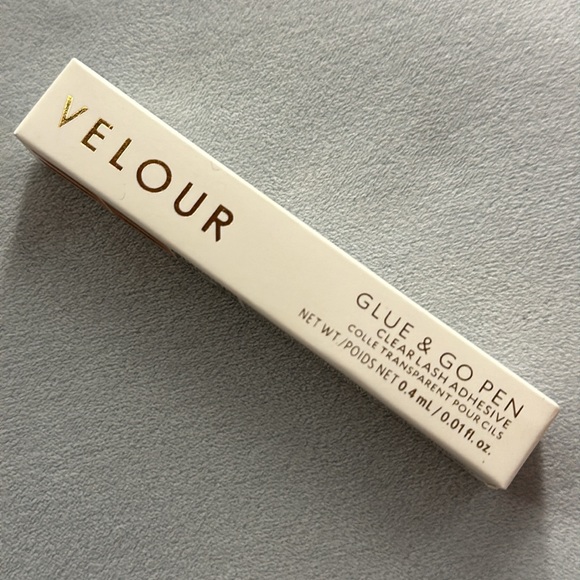 VELOUR
GLUE & GO PEN
CLEAR LASH ADHESIVE
COLLE TRANSPARENT POUR CILS
NET WT./POIDS NET 0.4 mL / 0.01 fl. oz.